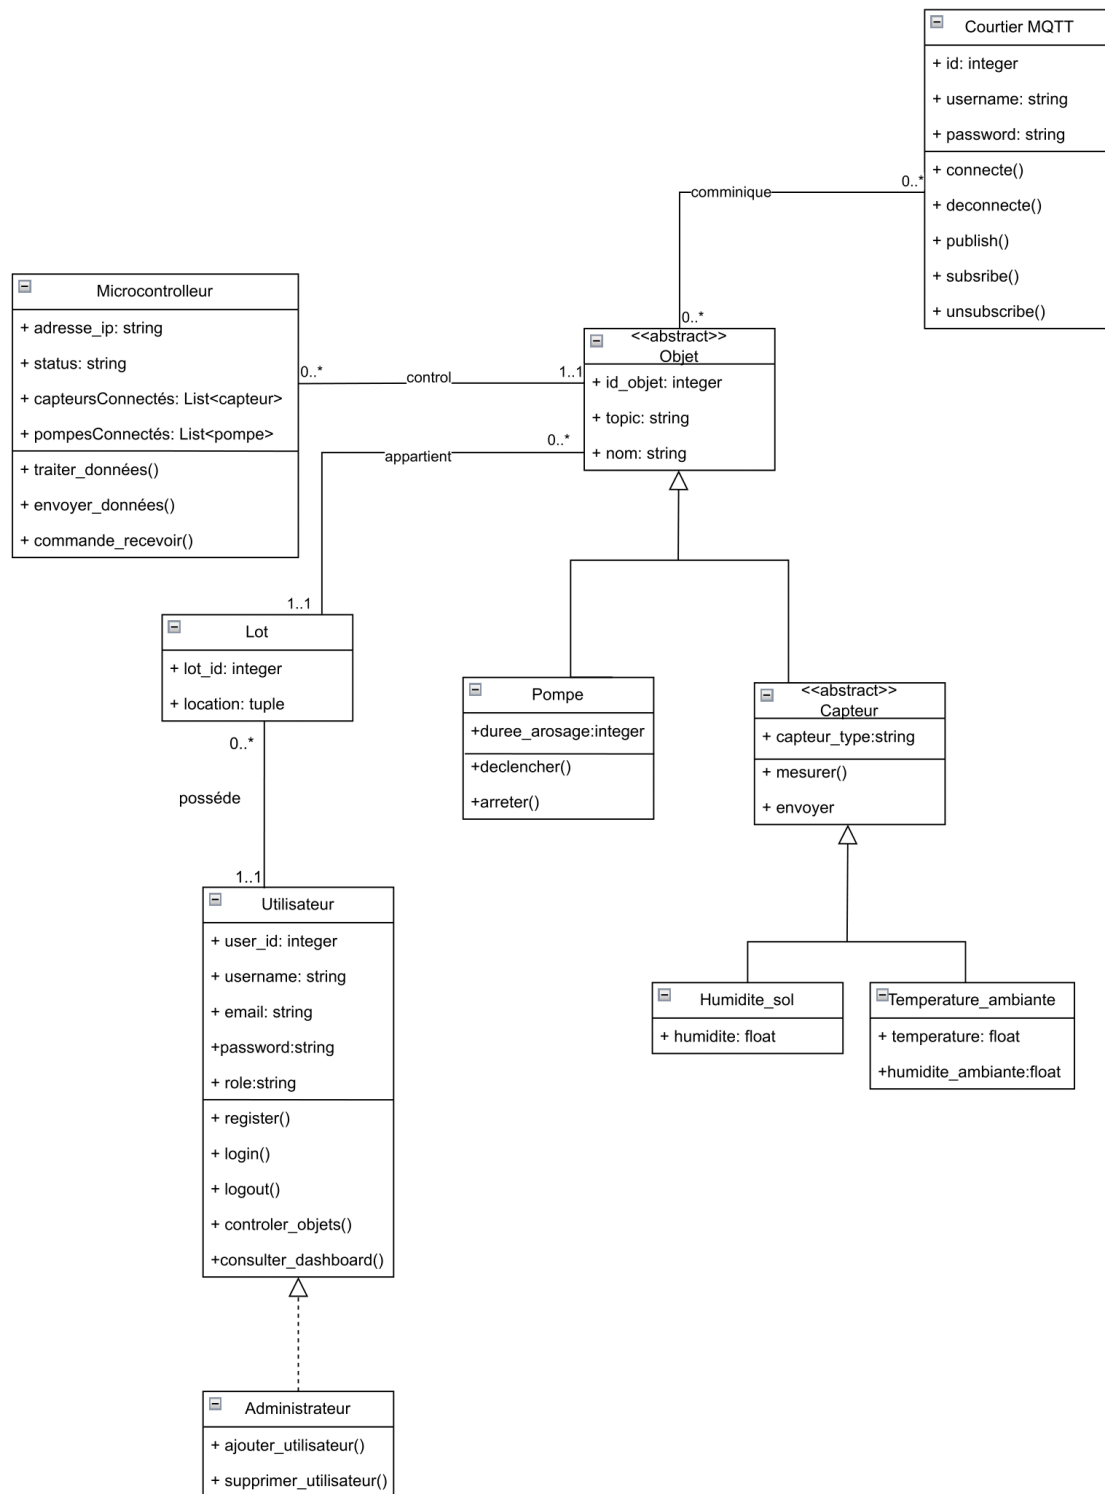 Courtier MQTT
+ id: integer
+ username: string
+ password: string
+ connecte()
+ deconnecte()
+ publish()
+ subsribe()
+ unsubscribe()
comminique
0..*
0..*
Microcontrolleur
+ adresse_ip: string
+ status: string
+ capteursConnectés: List<capteur>
+ pompesConnectés: List<pompe>
+ traiter_données()
+ envoyer_données()
+ commande_recevoir()
0..*
control
1..1
<<abstract>>
Objet
+ id_objet: integer
+ topic: string
+ nom: string
0..*
appartient
1..1
Lot
+ lot_id: integer
+ location: tuple
0..*
posséde
1..1
Pompe
+duree_arosage:integer
+declencher()
+arreter()
<<abstract>>
Capteur
+ capteur_type:string
+ mesurer()
+ envoyer
Utilisateur
+ user_id: integer
+ username: string
+ email: string
+password:string
+ role:string
+ register()
+ login()
+ logout()
+ controler_objets()
+consulter_dashboard()
Humidite_sol
+ humidite: float
Temperature_ambiante
+ temperature: float
+humidite_ambiante:float
Administrateur
+ ajouter_utilisateur()
+ supprimer_utilisateur()